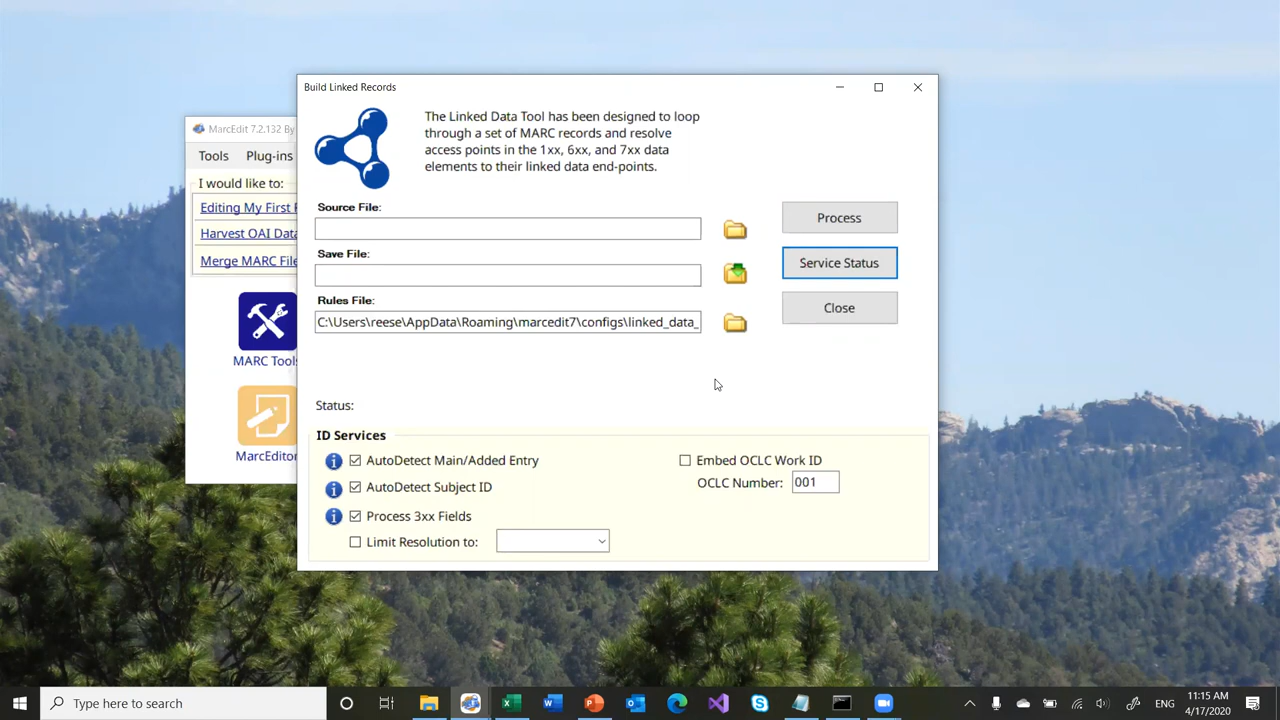 Build Linked Records
The Linked Data Tool has been designed to loop
through a set of MARC records and resolve
access points in the 1xx, 6xx, and 7xx data
elements to their linked data end-points.
MarcEdit 7.2.132 By
Tools Plug-ins
I would like to:
Editing My First
Harvest OAI Data
Merge MARC File
MARC Tools
MarcEditor
Source File:
Save File:
Rules File:
C:\Users\reese\AppData\Roaming\marcedit7\configs\linked_data_
Process
Service Status
Close
Status:
ID Services
AutoDetect Main/Added Entry
AutoDetect Subject ID
Process 3xx Fields
Limit Resolution to:
Embed OCLC Work ID
OCLC Number: 001
Type here to search
ENG
11:15 AM
4/17/2020